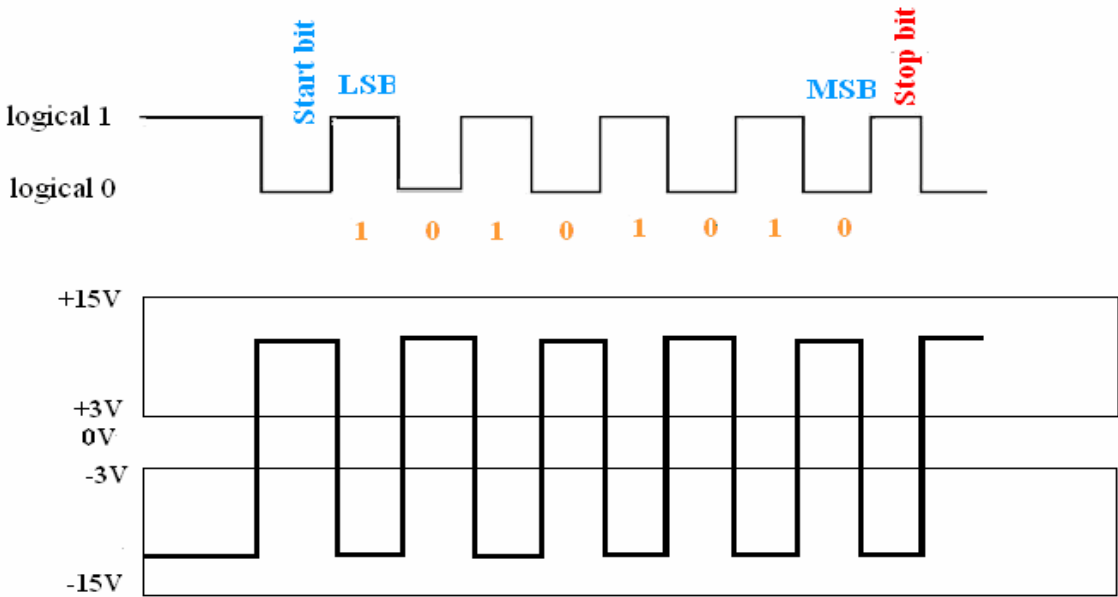 Start bit
LSB
MSB
Stop bit
logical 1
logical 0
1 0 1 0 1 0 1 0
+15V
+3V
0V
-3V
-15V